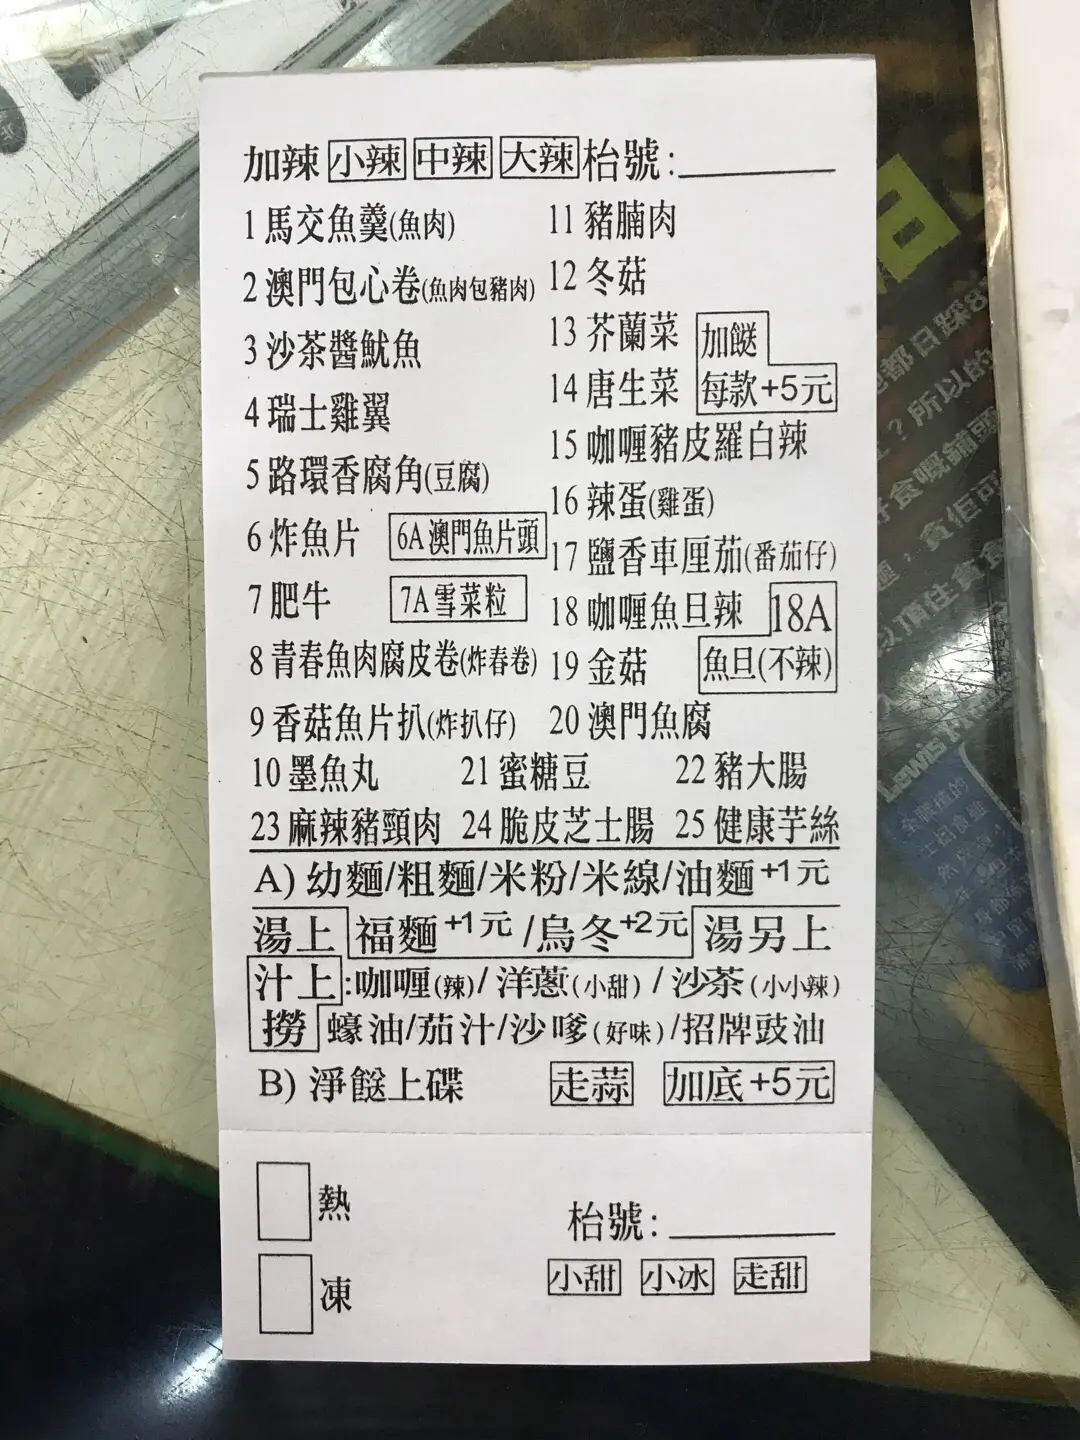 加辣 小辣 中辣 大辣 枱號:
1 馬交魚羹(魚肉)
2 澳門包心卷(魚肉包豬肉)
3 沙茶醬魷魚
4 瑞士雞翼
5 路環香腐角(豆腐)
6 炸魚片 6A 澳門魚片頭
7 肥牛 7A 雪菜粒
8 青春魚肉腐皮卷(炸春卷)
9 香菇魚片扒(炸扒仔)
11 豬腩肉
12 冬菇
13 芥蘭菜 加餸
14 唐生菜 每款+5元
15 咖喱豬皮羅白辣
16 辣蛋(雞蛋)
17 鹽香車厘茄(番茄仔)
18 咖喱魚旦辣 18A
19 金菇 魚旦(不辣)
20 澳門魚腐
10 墨魚丸 21 蜜糖豆 22 豬大腸
23 麻辣豬頸肉 24 脆皮芝士腸 25 健康芋絲
A) 幼麵/粗麵/米粉/米線/油麵+1元
湯上 福麵+1元 /烏冬+2元 湯另上
汁上:咖喱(辣)/ 洋蔥(小甜) / 沙茶(小小辣)
撈 蠔油/茄汁/沙嗲(好味)/招牌豉油
B) 淨餸上碟 走蒜 加底+5元
熱
枱號:
凍
小甜 小冰 走甜